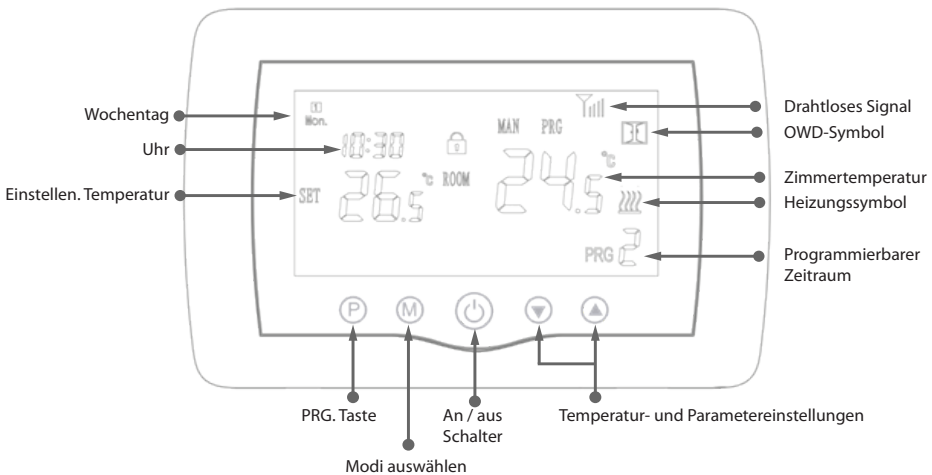 Wochentag
Uhr
Einstellen. Temperatur
1
Mon.
10:30
SET
26.5 °C
ROOM
MAN PRG
24.5 °C
PRG 2
Drahtloses Signal
OWD-Symbol
Zimmertemperatur
Heizungssymbol
Programmierbarer
Zeitraum
P
M
PRG. Taste
Modi auswählen
An / aus
Schalter
Temperatur- und Parametereinstellungen